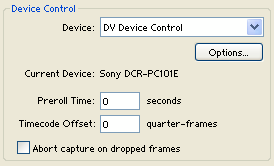 Device Control
Device: DV Device Control
Options...
Current Device: Sony DCR-PC101E
Preroll Time: 0 seconds
Timecode Offset: 0 quarter-frames
Abort capture on dropped frames